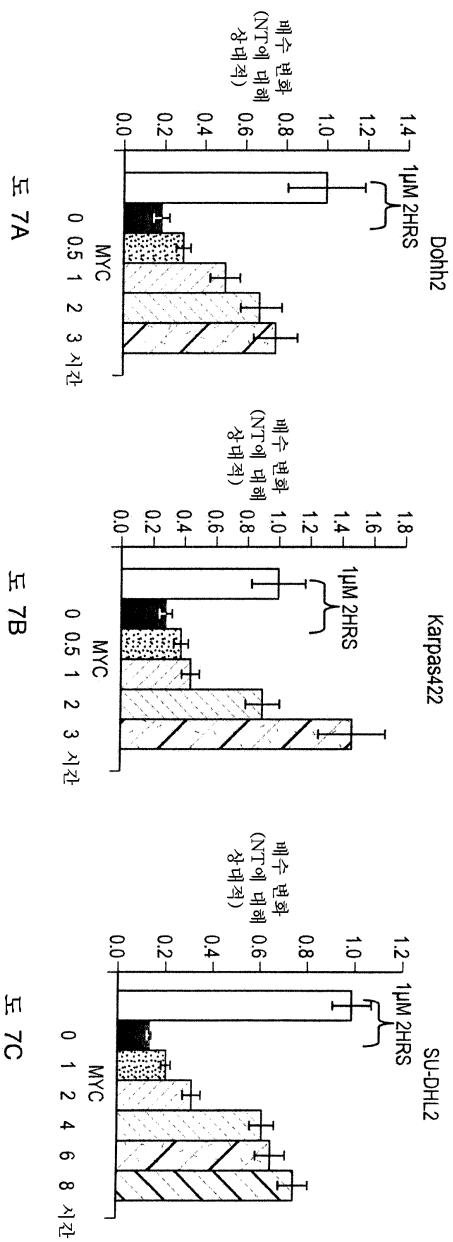 Dohh2
배수 변화
(NT에 대해
상대적)
1.4
1.2
1.0
0.8
0.6
0.4
0.2
0.0
1µM 2HRS
0 0.5 1 2 3 시간
MYC
도 7A
Karpas422
배수 변화
(NT에 대해
상대적)
1.8
1.6
1.4
1.2
1.0
0.8
0.6
0.4
0.2
0.0
1µM 2HRS
0 0.5 1 2 3 시간
MYC
도 7B
SU-DHL2
배수 변화
(NT에 대해
상대적)
1.2
1.0
0.8
0.6
0.4
0.2
0.0
1µM 2HRS
0 1 2 4 6 8 시간
MYC
도 7C